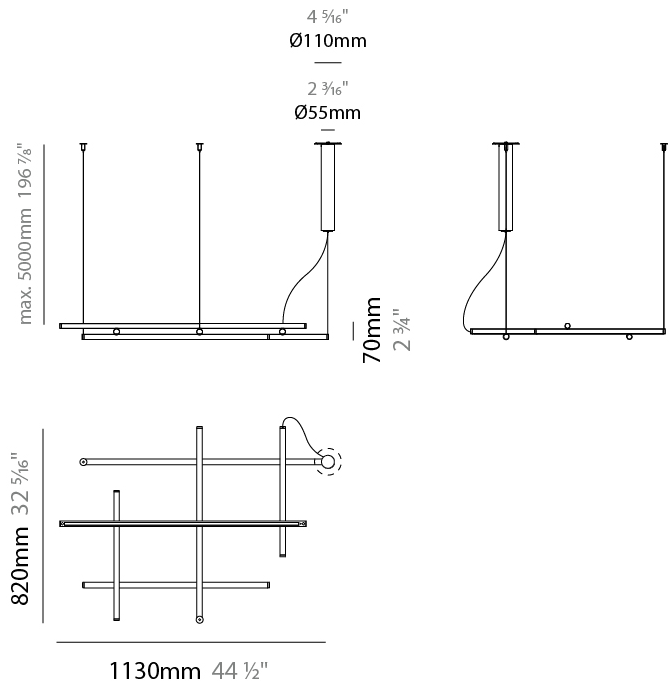 4 5/16"
Ø110mm
2 3/16"
Ø55mm
max. 5000mm 196 7/8"
70mm
2 3/4"
820mm 32 5/16"
1130mm 44 ½"